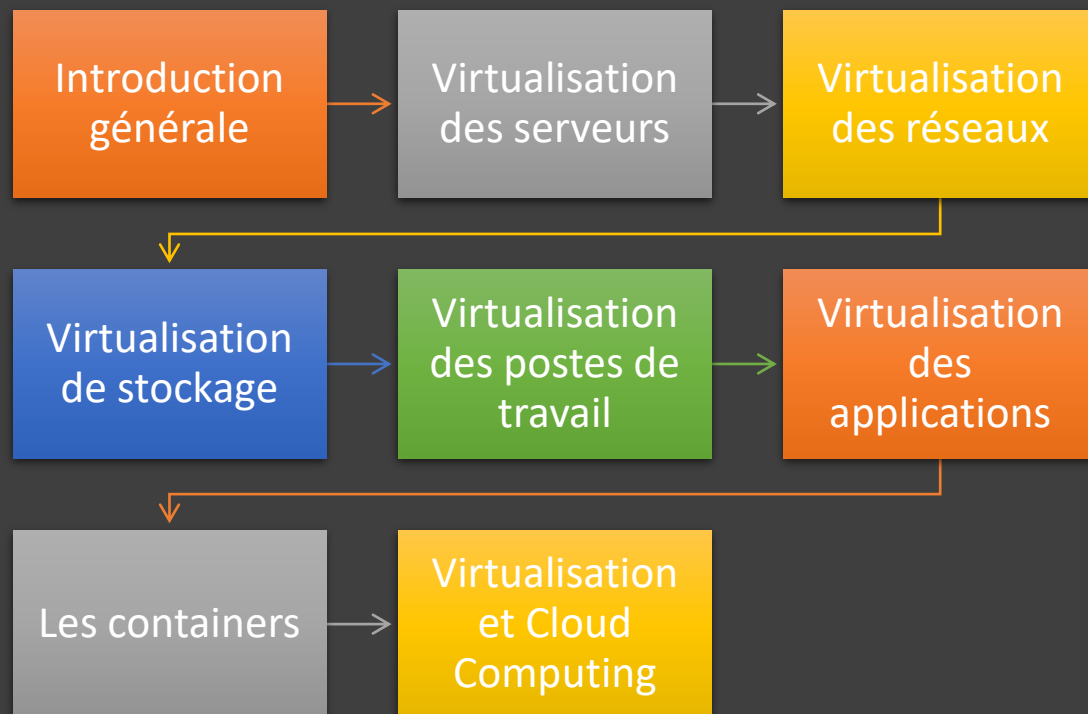 Introduction
générale
Virtualisation
des serveurs
Virtualisation
des réseaux
Virtualisation
de stockage
Virtualisation
des postes de
travail
Virtualisation
des
applications
Les containers
Virtualisation
et Cloud
Computing